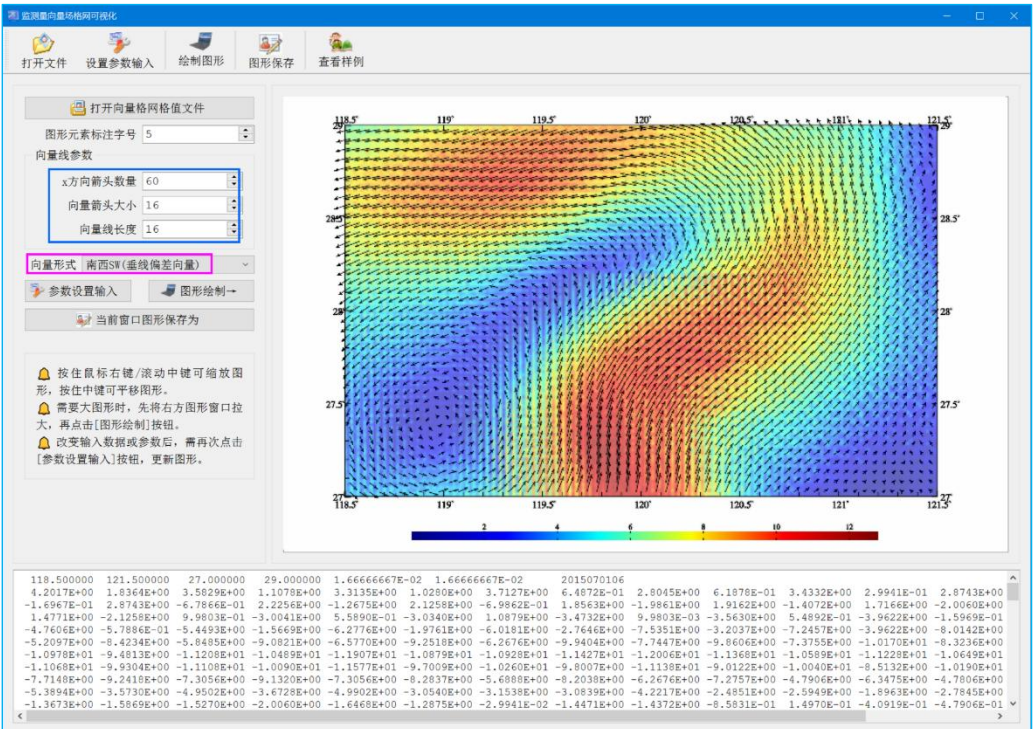 监测量向量场格网可视化
打开文件 设置参数输入 绘制图形 图形保存 查看样例
打开向量格网格值文件
图形元素标注字号 5
向量线参数
x方向箭头数量 60
向量箭头大小 16
向量线长度 16
向量形式 南西SW(垂线偏差向量)
参数设置输入 图形绘制→
当前窗口图形保存为
按住鼠标右键/滚动中键可缩放图
形，按住中键可平移图形。
需要大图形时，先将右方图形窗口拉
大，再点击[图形绘制]按钮。
改变输入数据或参数后，需再次点击
[参数设置输入]按钮，更新图形。
118.5° 119° 119.5° 120° 120.5° 121° 121.5°
29° 29°
28.5° 28.5°
28° 28°
27.5° 27.5°
27° 27°
118.5° 119° 119.5° 120° 120.5° 121° 121.5°
2 4 6 8 10 12
118.500000 121.500000 27.000000 29.000000 1.66666667E-02 1.66666667E-02 2015070106
4.2017E+00 1.8364E+00 3.5829E+00 1.1078E+00 3.3135E+00 1.0280E+00 3.7127E+00 6.4872E-01 2.8045E+00 6.1878E-01 3.4332E+00 2.9941E-01 2.8743E+00
-1.6967E-01 2.8743E+00 -6.7866E-01 2.2256E+00 -1.2675E+00 2.1258E+00 -6.9862E-01 1.8563E+00 -1.9861E+00 1.9162E+00 -1.4072E+00 1.7166E+00 -2.0060E+00
1.4771E+00 -2.1258E+00 9.9803E-01 -3.0041E+00 5.5890E-01 -3.0340E+00 1.0879E+00 -3.4732E+00 9.9803E-03 -3.5630E+00 5.4892E-01 -3.9622E+00 -1.5969E-01
-4.7606E+00 -5.7886E-01 -5.4493E+00 -1.5669E+00 -6.2776E+00 -1.9761E+00 -6.0181E+00 -2.7646E+00 -7.5351E+00 -3.2037E+00 -7.2457E+00 -3.9622E+00 -8.0142E+00
-5.2097E+00 -8.4234E+00 -5.8485E+00 -9.0821E+00 -6.5770E+00 -9.2518E+00 -6.2676E+00 -9.9404E+00 -7.7447E+00 -9.8606E+00 -7.3755E+00 -1.0170E+01 -8.3236E+00
-1.0978E+01 -9.4813E+00 -1.1208E+01 -1.0489E+01 -1.1907E+01 -1.0879E+01 -1.0928E+01 -1.1427E+01 -1.2006E+01 -1.1368E+01 -1.0589E+01 -1.1228E+01 -1.0649E+01
-1.1068E+01 -9.9304E+00 -1.1108E+01 -1.0090E+01 -1.1577E+01 -9.7009E+00 -1.0260E+01 -9.8007E+00 -1.1138E+01 -9.0122E+00 -1.0040E+01 -8.5132E+00 -1.0190E+01
-7.7148E+00 -9.2418E+00 -7.3056E+00 -9.1320E+00 -7.3056E+00 -8.2837E+00 -5.6888E+00 -8.2038E+00 -6.2676E+00 -7.2757E+00 -4.7906E+00 -6.3475E+00 -4.7806E+00
-5.3894E+00 -3.5730E+00 -4.9502E+00 -3.6728E+00 -4.9902E+00 -3.0540E+00 -3.1538E+00 -3.0839E+00 -4.2217E+00 -2.4851E+00 -2.5949E+00 -1.8963E+00 -2.7845E+00
-1.3673E+00 -1.5869E+00 -1.5270E+00 -2.0060E+00 -1.6468E+00 -1.2875E+00 -2.9941E-02 -1.4471E+00 -1.4372E+00 -8.5831E-01 1.4970E-01 -4.0919E-01 -4.7906E-01